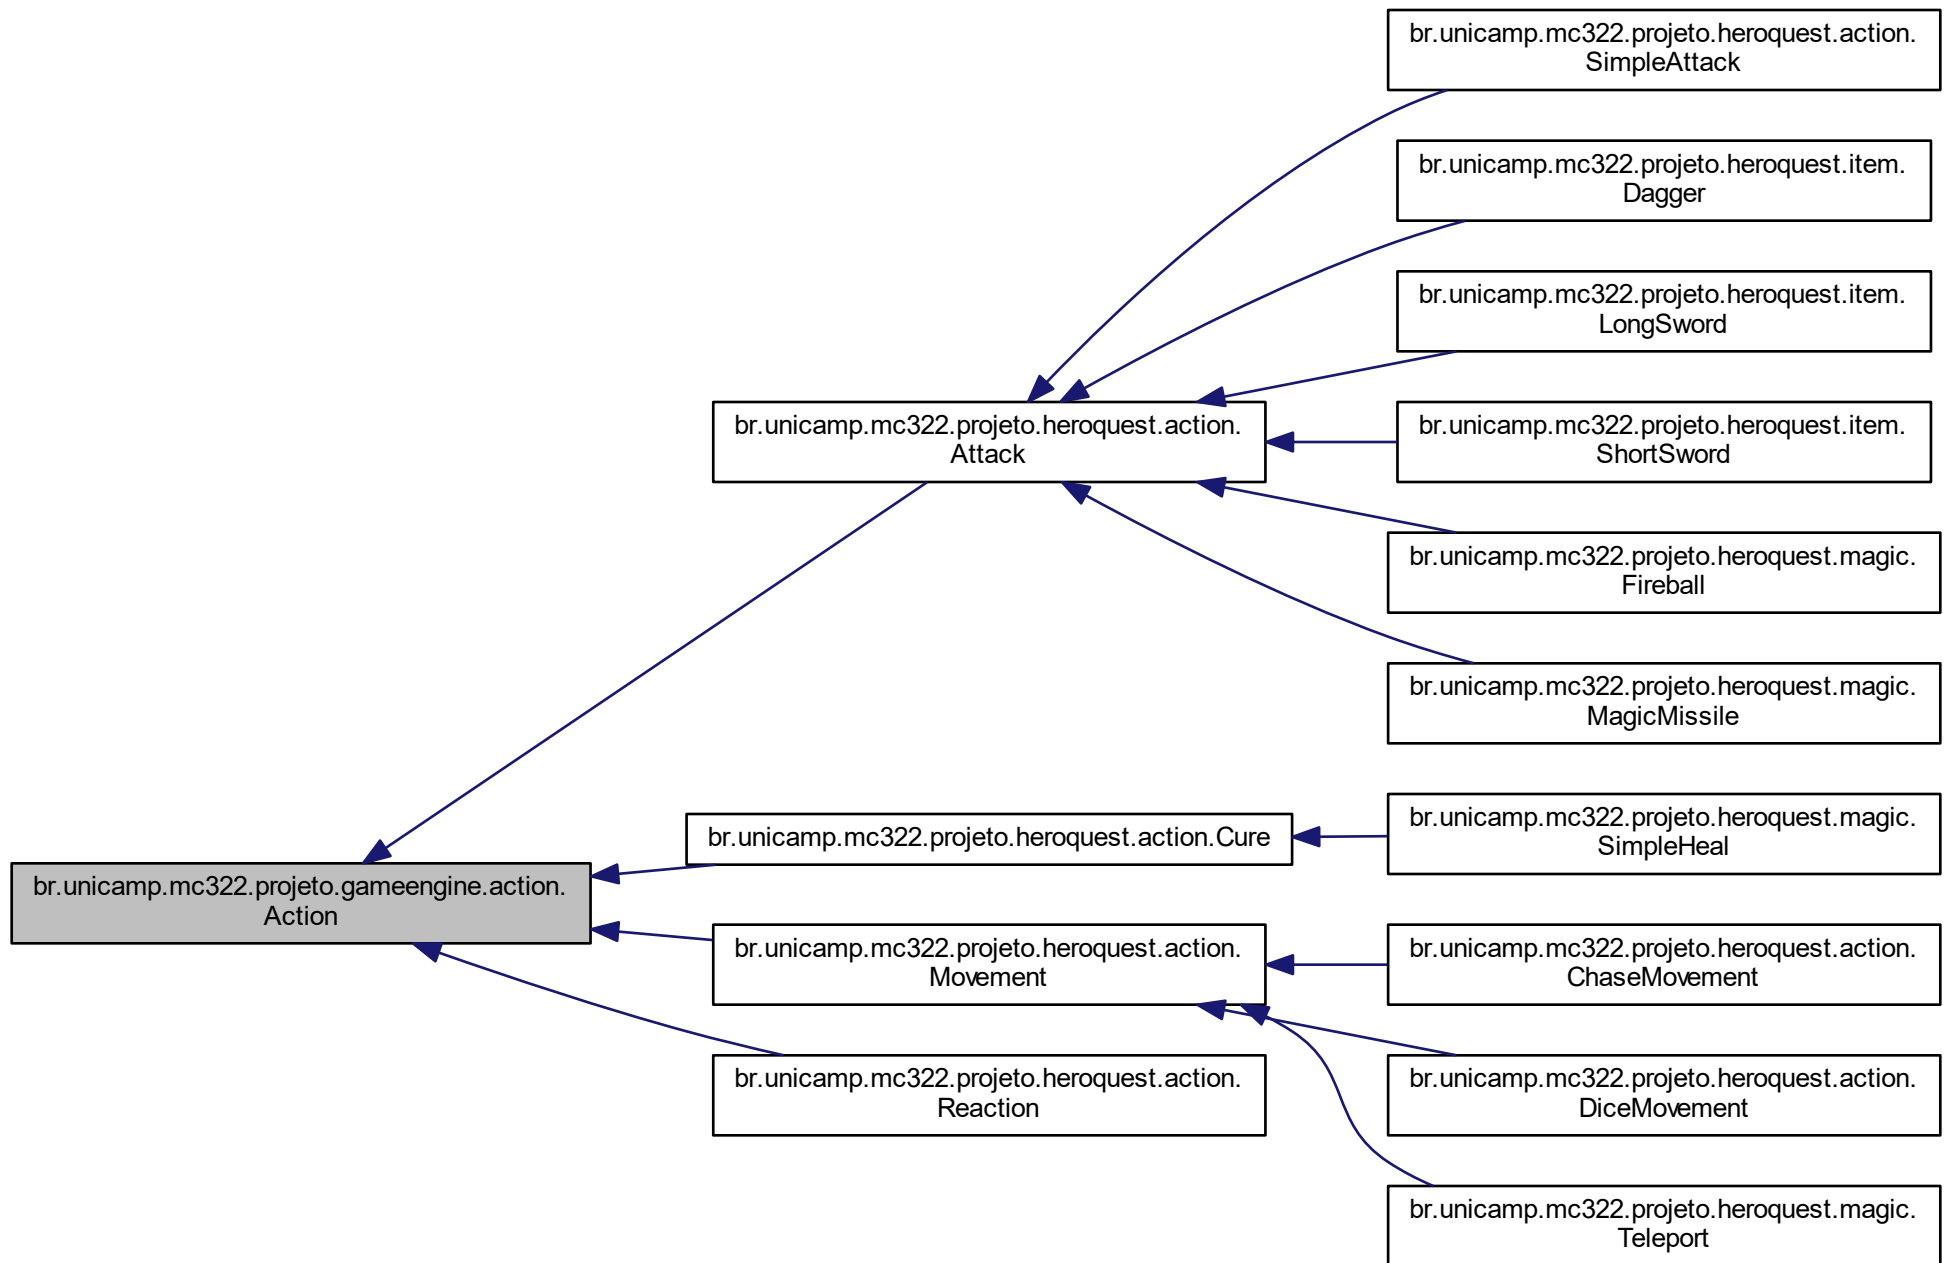 br.unicamp.mc322.projeto.heroquest.action.
SimpleAttack
br.unicamp.mc322.projeto.heroquest.item.
Dagger
br.unicamp.mc322.projeto.heroquest.item.
LongSword
br.unicamp.mc322.projeto.heroquest.action.
Attack
br.unicamp.mc322.projeto.heroquest.item.
ShortSword
br.unicamp.mc322.projeto.heroquest.magic.
Fireball
br.unicamp.mc322.projeto.heroquest.magic.
MagicMissile
br.unicamp.mc322.projeto.heroquest.action.Cure
br.unicamp.mc322.projeto.heroquest.magic.
SimpleHeal
br.unicamp.mc322.projeto.gameengine.action.
Action
br.unicamp.mc322.projeto.heroquest.action.
Movement
br.unicamp.mc322.projeto.heroquest.action.
ChaseMovement
br.unicamp.mc322.projeto.heroquest.action.
Reaction
br.unicamp.mc322.projeto.heroquest.action.
DiceMovement
br.unicamp.mc322.projeto.heroquest.magic.
Teleport